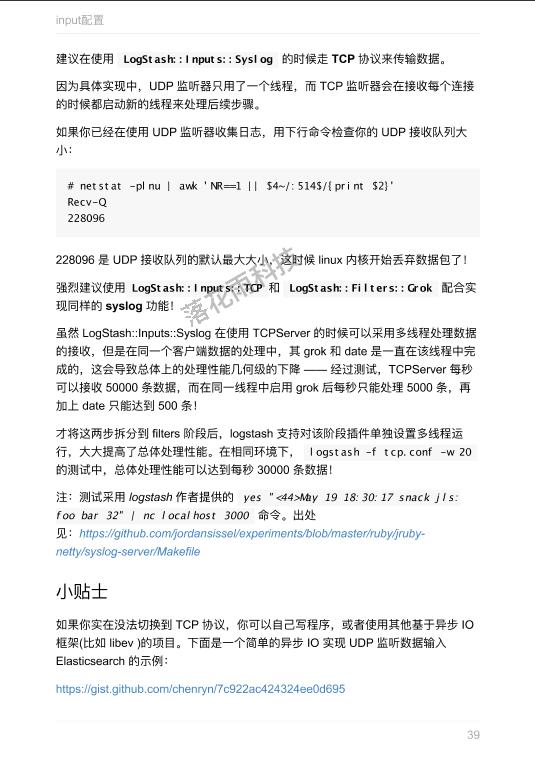 input配置
建议在使用 LogStash::Inputs::Syslog 的时候走 TCP 协议来传输数据。
因为具体实现中，UDP 监听器只用了一个线程，而 TCP 监听器会在接收每个连接
的时候都启动新的线程来处理后续步骤。
如果你已经在使用 UDP 监听器收集日志，用下行命令检查你的 UDP 接收队列大
小：
# netstat -plnu | awk 'NR==1 || $4~/:514$/{print $2}'
Recv-Q
228096
228096 是 UDP 接收队列的默认最大大小，这时候 linux 内核开始丢弃数据包了！
强烈建议使用 LogStash::Inputs::TCP 和 LogStash::Filters::Grok 配合实
现同样的 syslog 功能！
落花雨科技
虽然 LogStash::Inputs::Syslog 在使用 TCPServer 的时候可以采用多线程处理数据
的接收，但是在同一个客户端数据的处理中，其 grok 和 date 是一直在该线程中完
成的，这会导致总体上的处理性能几何级的下降 —— 经过测试，TCPServer 每秒
可以接收 50000 条数据，而在同一线程中启用 grok 后每秒只能处理 5000 条，再
加上 date 只能达到 500 条！
才将这两步拆分到 filters 阶段后，logstash 支持对该阶段插件单独设置多线程运
行，大大提高了总体处理性能。在相同环境下， logstash -f tcp.conf -w 20
的测试中，总体处理性能可以达到每秒 30000 条数据！
注：测试采用 logstash 作者提供的 yes "<44>May 19 18:30:17 snack jls:
foo bar 32" | nc localhost 3000 命令。出处
见：https://github.com/jordansissel/experiments/blob/master/ruby/jruby-
netty/syslog-server/Makefile
小贴士
如果你实在没法切换到 TCP 协议，你可以自己写程序，或者使用其他基于异步 IO
框架(比如 libev )的项目。下面是一个简单的异步 IO 实现 UDP 监听数据输入
Elasticsearch 的示例：
https://gist.github.com/chenryn/7c922ac424324ee0d695
39